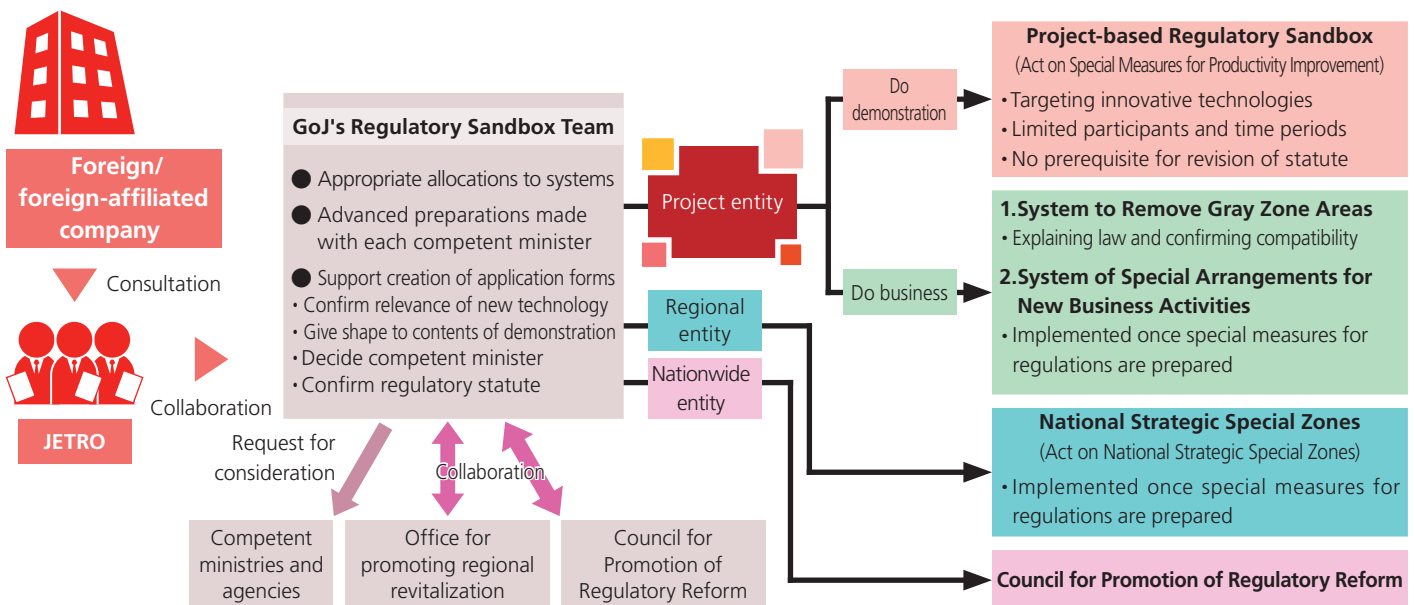 Foreign/
foreign-affiliated
company
Consultation
JETRO
Collaboration
GoJ's Regulatory Sandbox Team
● Appropriate allocations to systems
● Advanced preparations made
with each competent minister
● Support creation of application forms
・Confirm relevance of new technology
・Give shape to contents of demonstration
・Decide competent minister
・Confirm regulatory statute
Request for
consideration
Collaboration
Competent
ministries and
agencies
Office for
promoting regional
revitalization
Council for
Promotion of
Regulatory Reform
Project entity
Regional
entity
Nationwide
entity
Do
demonstration
Do business
Project-based Regulatory Sandbox
(Act on Special Measures for Productivity Improvement)
・Targeting innovative technologies
・Limited participants and time periods
・No prerequisite for revision of statute
1.System to Remove Gray Zone Areas
・Explaining law and confirming compatibility
2.System of Special Arrangements for
New Business Activities
・Implemented once special measures for
regulations are prepared
National Strategic Special Zones
(Act on National Strategic Special Zones)
・Implemented once special measures for
regulations are prepared
Council for Promotion of Regulatory Reform